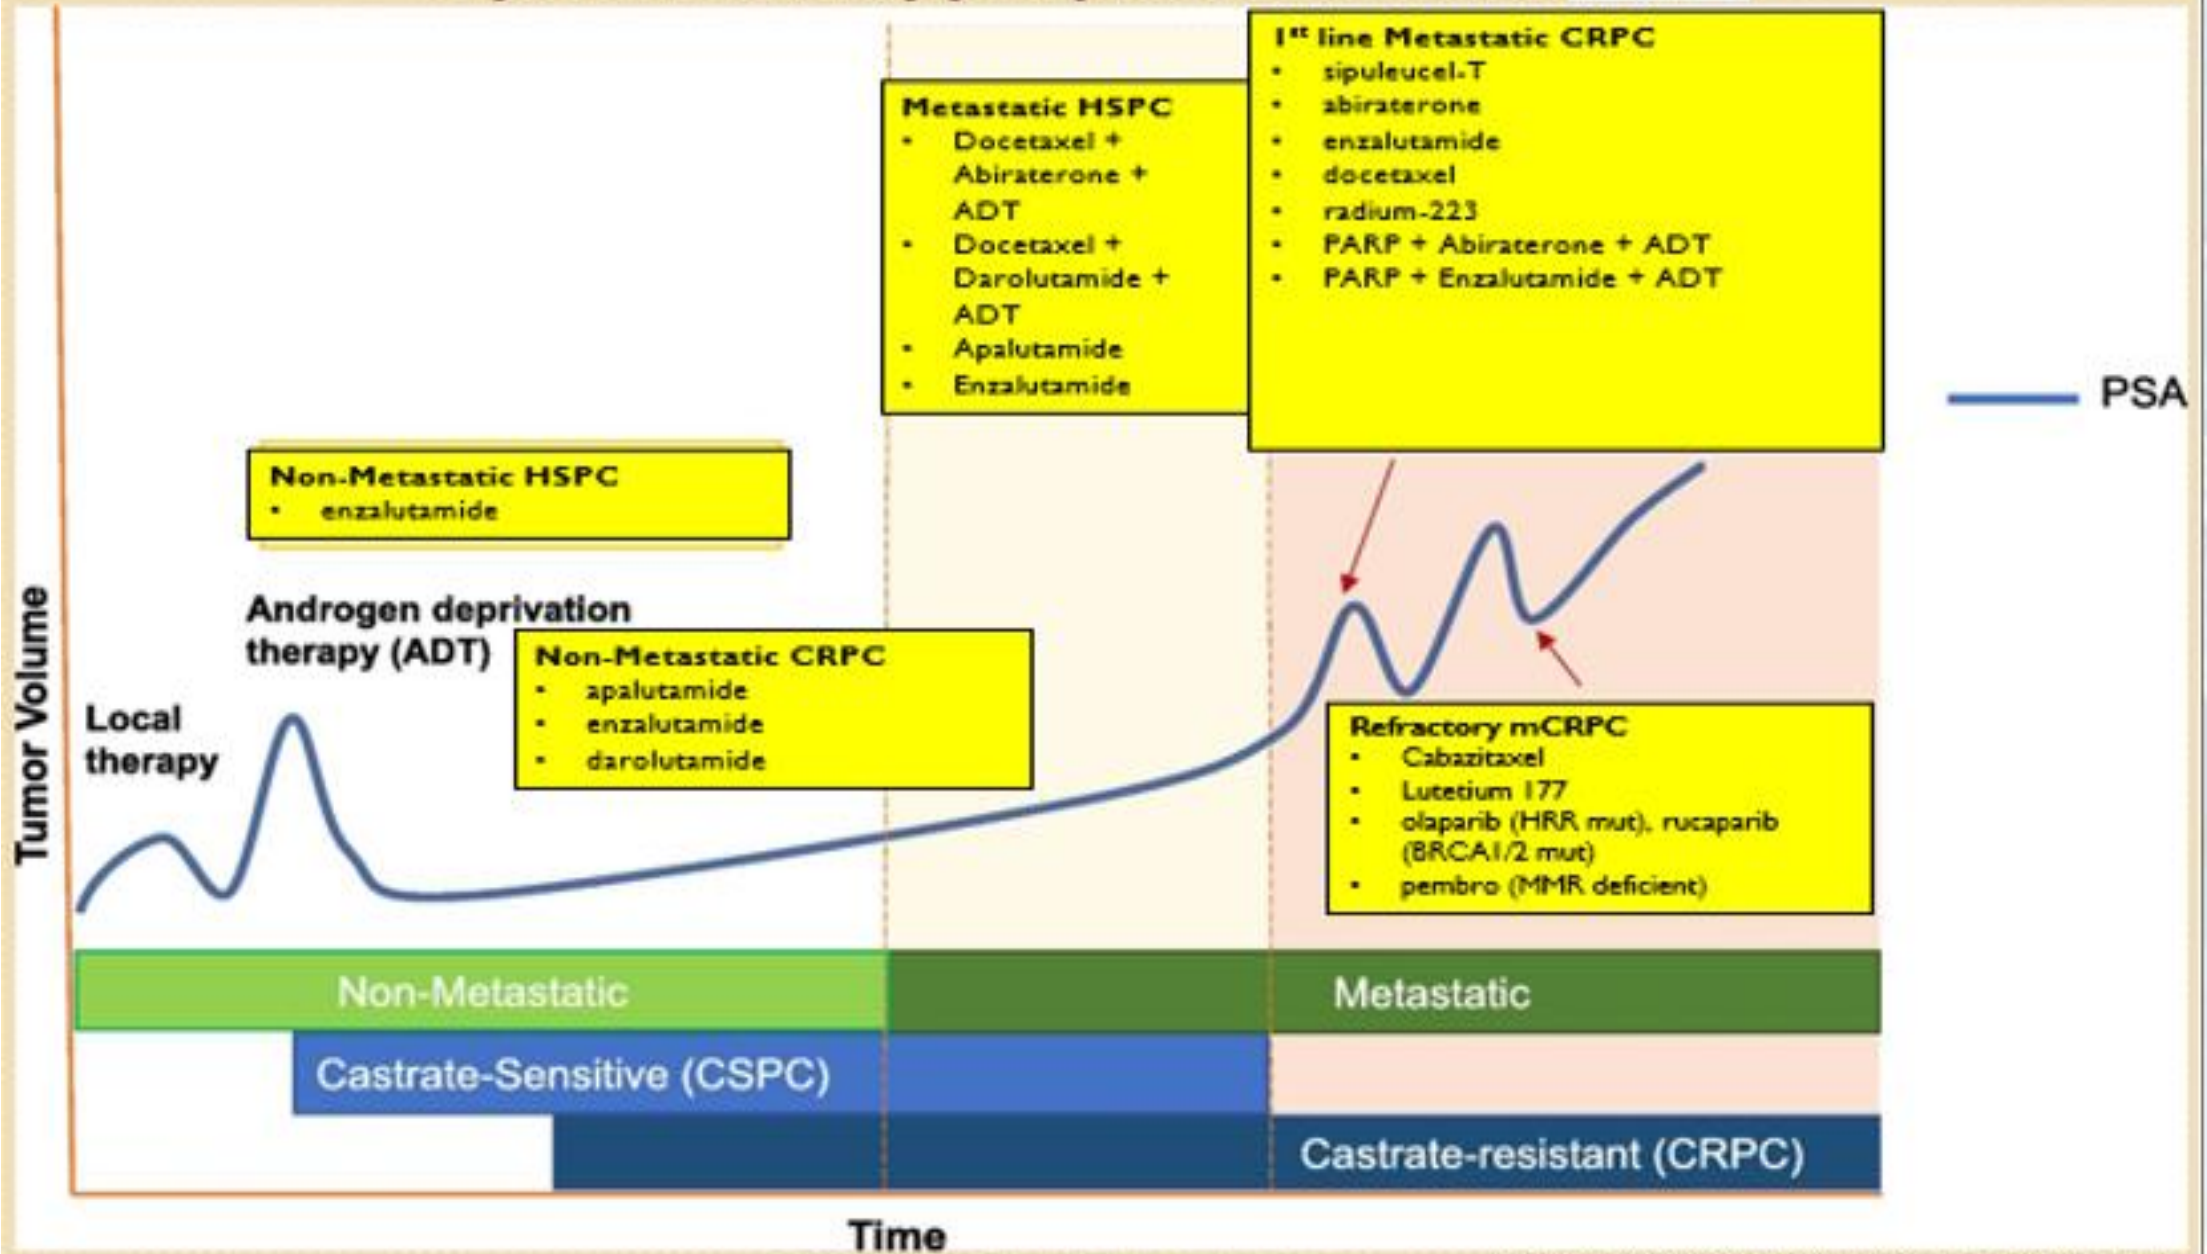 1st line Metastatic CRPC
• sipuleucel-T
• abiraterone
• enzalutamide
• docetaxel
• radium-223
• PARP + Abiraterone + ADT
• PARP + Enzalutamide + ADT
Metastatic HSPC
• Docetaxel +
Abiraterone +
ADT
• Docetaxel +
Darolutamide +
ADT
• Apalutamide
• Enzalutamide
PSA
Non-Metastatic HSPC
• enzalutamide
Androgen deprivation
therapy (ADT)
Non-Metastatic CRPC
• apalutamide
• enzalutamide
• darolutamide
Local
therapy
Tumor Volume
Refractory mCRPC
• Cabazitaxel
• Lutetium 177
• olaparib (HRR mut), rucaparib
(BRCA1/2 mut)
• pembro (MMR deficient)
Non-Metastatic
Metastatic
Castrate-Sensitive (CSPC)
Castrate-resistant (CRPC)
Time